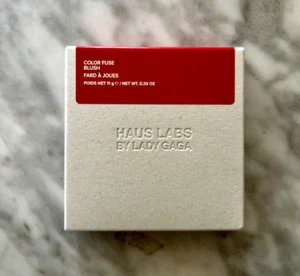 COLOR FUSE
BLUSH
FARD À JOUES
POIDS NET 11 g ℮ / NET WT. 0.39 OZ
HAUS LABS
BY LADY GAGA